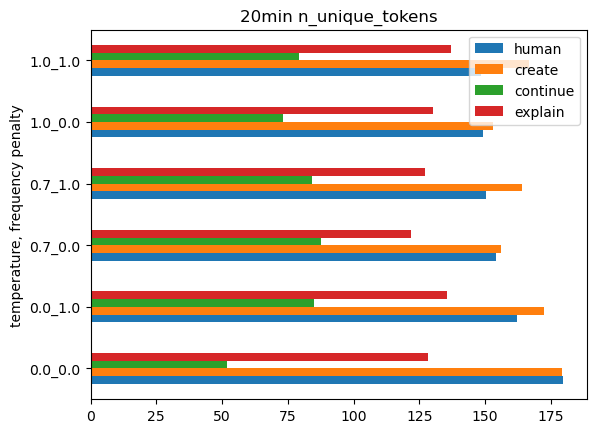 20min n_unique_tokens
human
create
continue
explain
temperature, frequency penalty
1.0_1.0
1.0_0.0
0.7_1.0
0.7_0.0
0.0_1.0
0.0_0.0
0 25 50 75 100 125 150 175